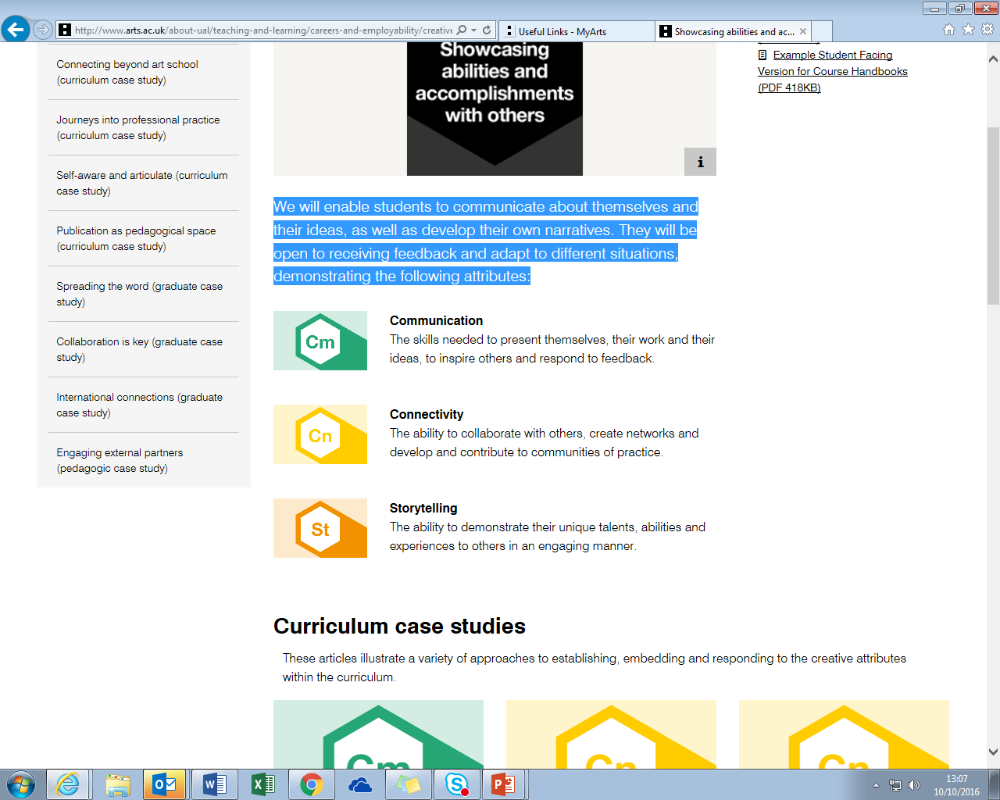 http://www.arts.ac.uk/about-ual/teaching-and-learning/careers-and-employability/creative
Useful Links - MyArts
Showcasing abilities and ac...
Connecting beyond art school
(curriculum case study)
Journeys into professional practice
(curriculum case study)
Self-aware and articulate (curriculum
case study)
Publication as pedagogical space
(curriculum case study)
Spreading the word (graduate case
study)
Collaboration is key (graduate case
study)
International connections (graduate
case study)
Engaging external partners
(pedagogic case study)
Showcasing
abilities and
accomplishments
with others
i
Example Student Facing
Version for Course Handbooks
(PDF 418KB)
We will enable students to communicate about themselves and
their ideas, as well as develop their own narratives. They will be
open to receiving feedback and adapt to different situations,
demonstrating the following attributes:
Cm
Communication
The skills needed to present themselves, their work and their
ideas, to inspire others and respond to feedback.
Cn
Connectivity
The ability to collaborate with others, create networks and
develop and contribute to communities of practice.
St
Storytelling
The ability to demonstrate their unique talents, abilities and
experiences to others in an engaging manner.
Curriculum case studies
These articles illustrate a variety of approaches to establishing, embedding and responding to the creative attributes
within the curriculum.
Cm
Cn
Cn
13:07
10/10/2016